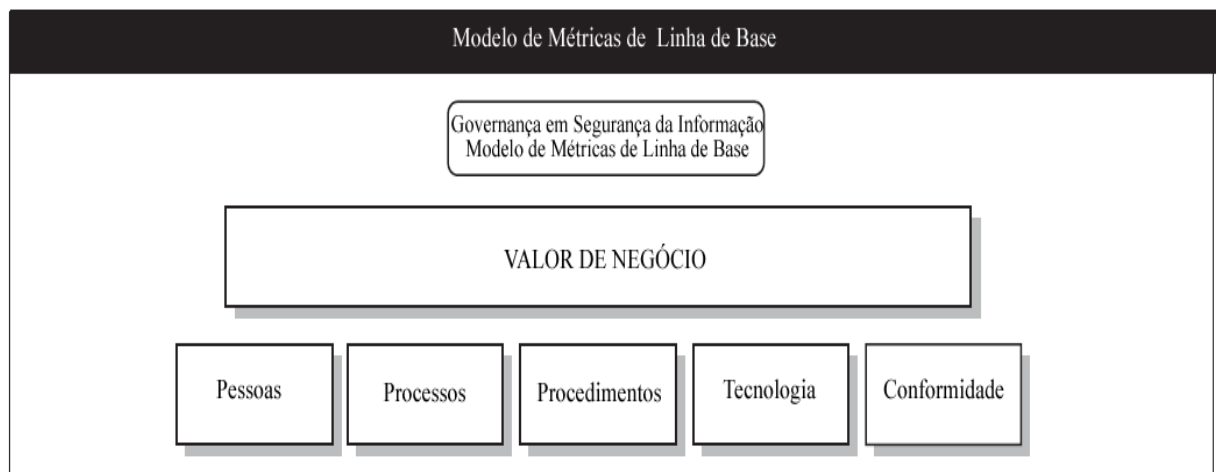 Modelo de Métricas de Linha de Base
Governança em Segurança da Informação
Modelo de Métricas de Linha de Base
VALOR DE NEGÓCIO
Pessoas
Processos
Procedimentos
Tecnologia
Conformidade